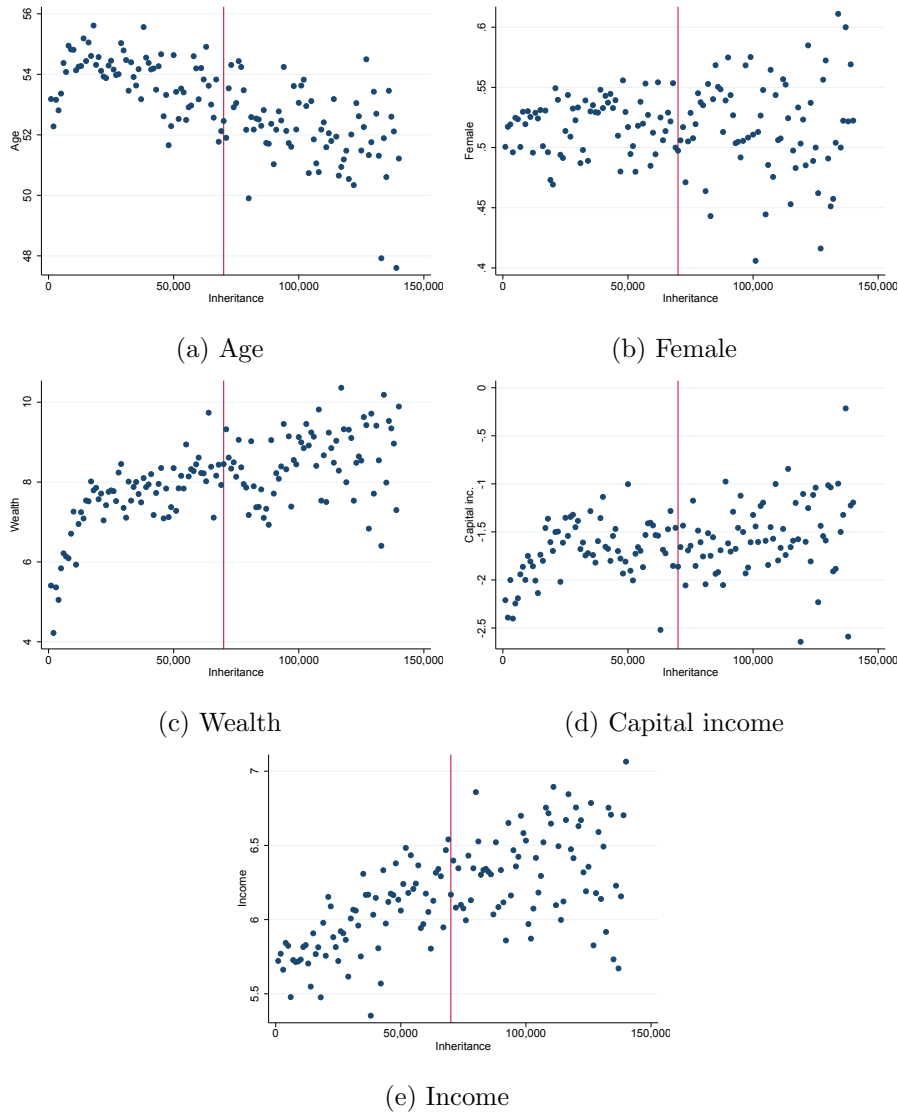 56
54
52
50
48
Age
0
50,000
100,000
150,000
Inheritance
(a) Age
.6
.55
.5
.45
.4
Female
0
50,000
100,000
150,000
Inheritance
(b) Female
10
8
6
4
Wealth
0
50,000
100,000
150,000
Inheritance
(c) Wealth
0
-.5
-1
-1.5
-2
-2.5
Capital inc.
0
50,000
100,000
150,000
Inheritance
(d) Capital income
7
6.5
6
5.5
Income
0
50,000
100,000
150,000
Inheritance
(e) Income